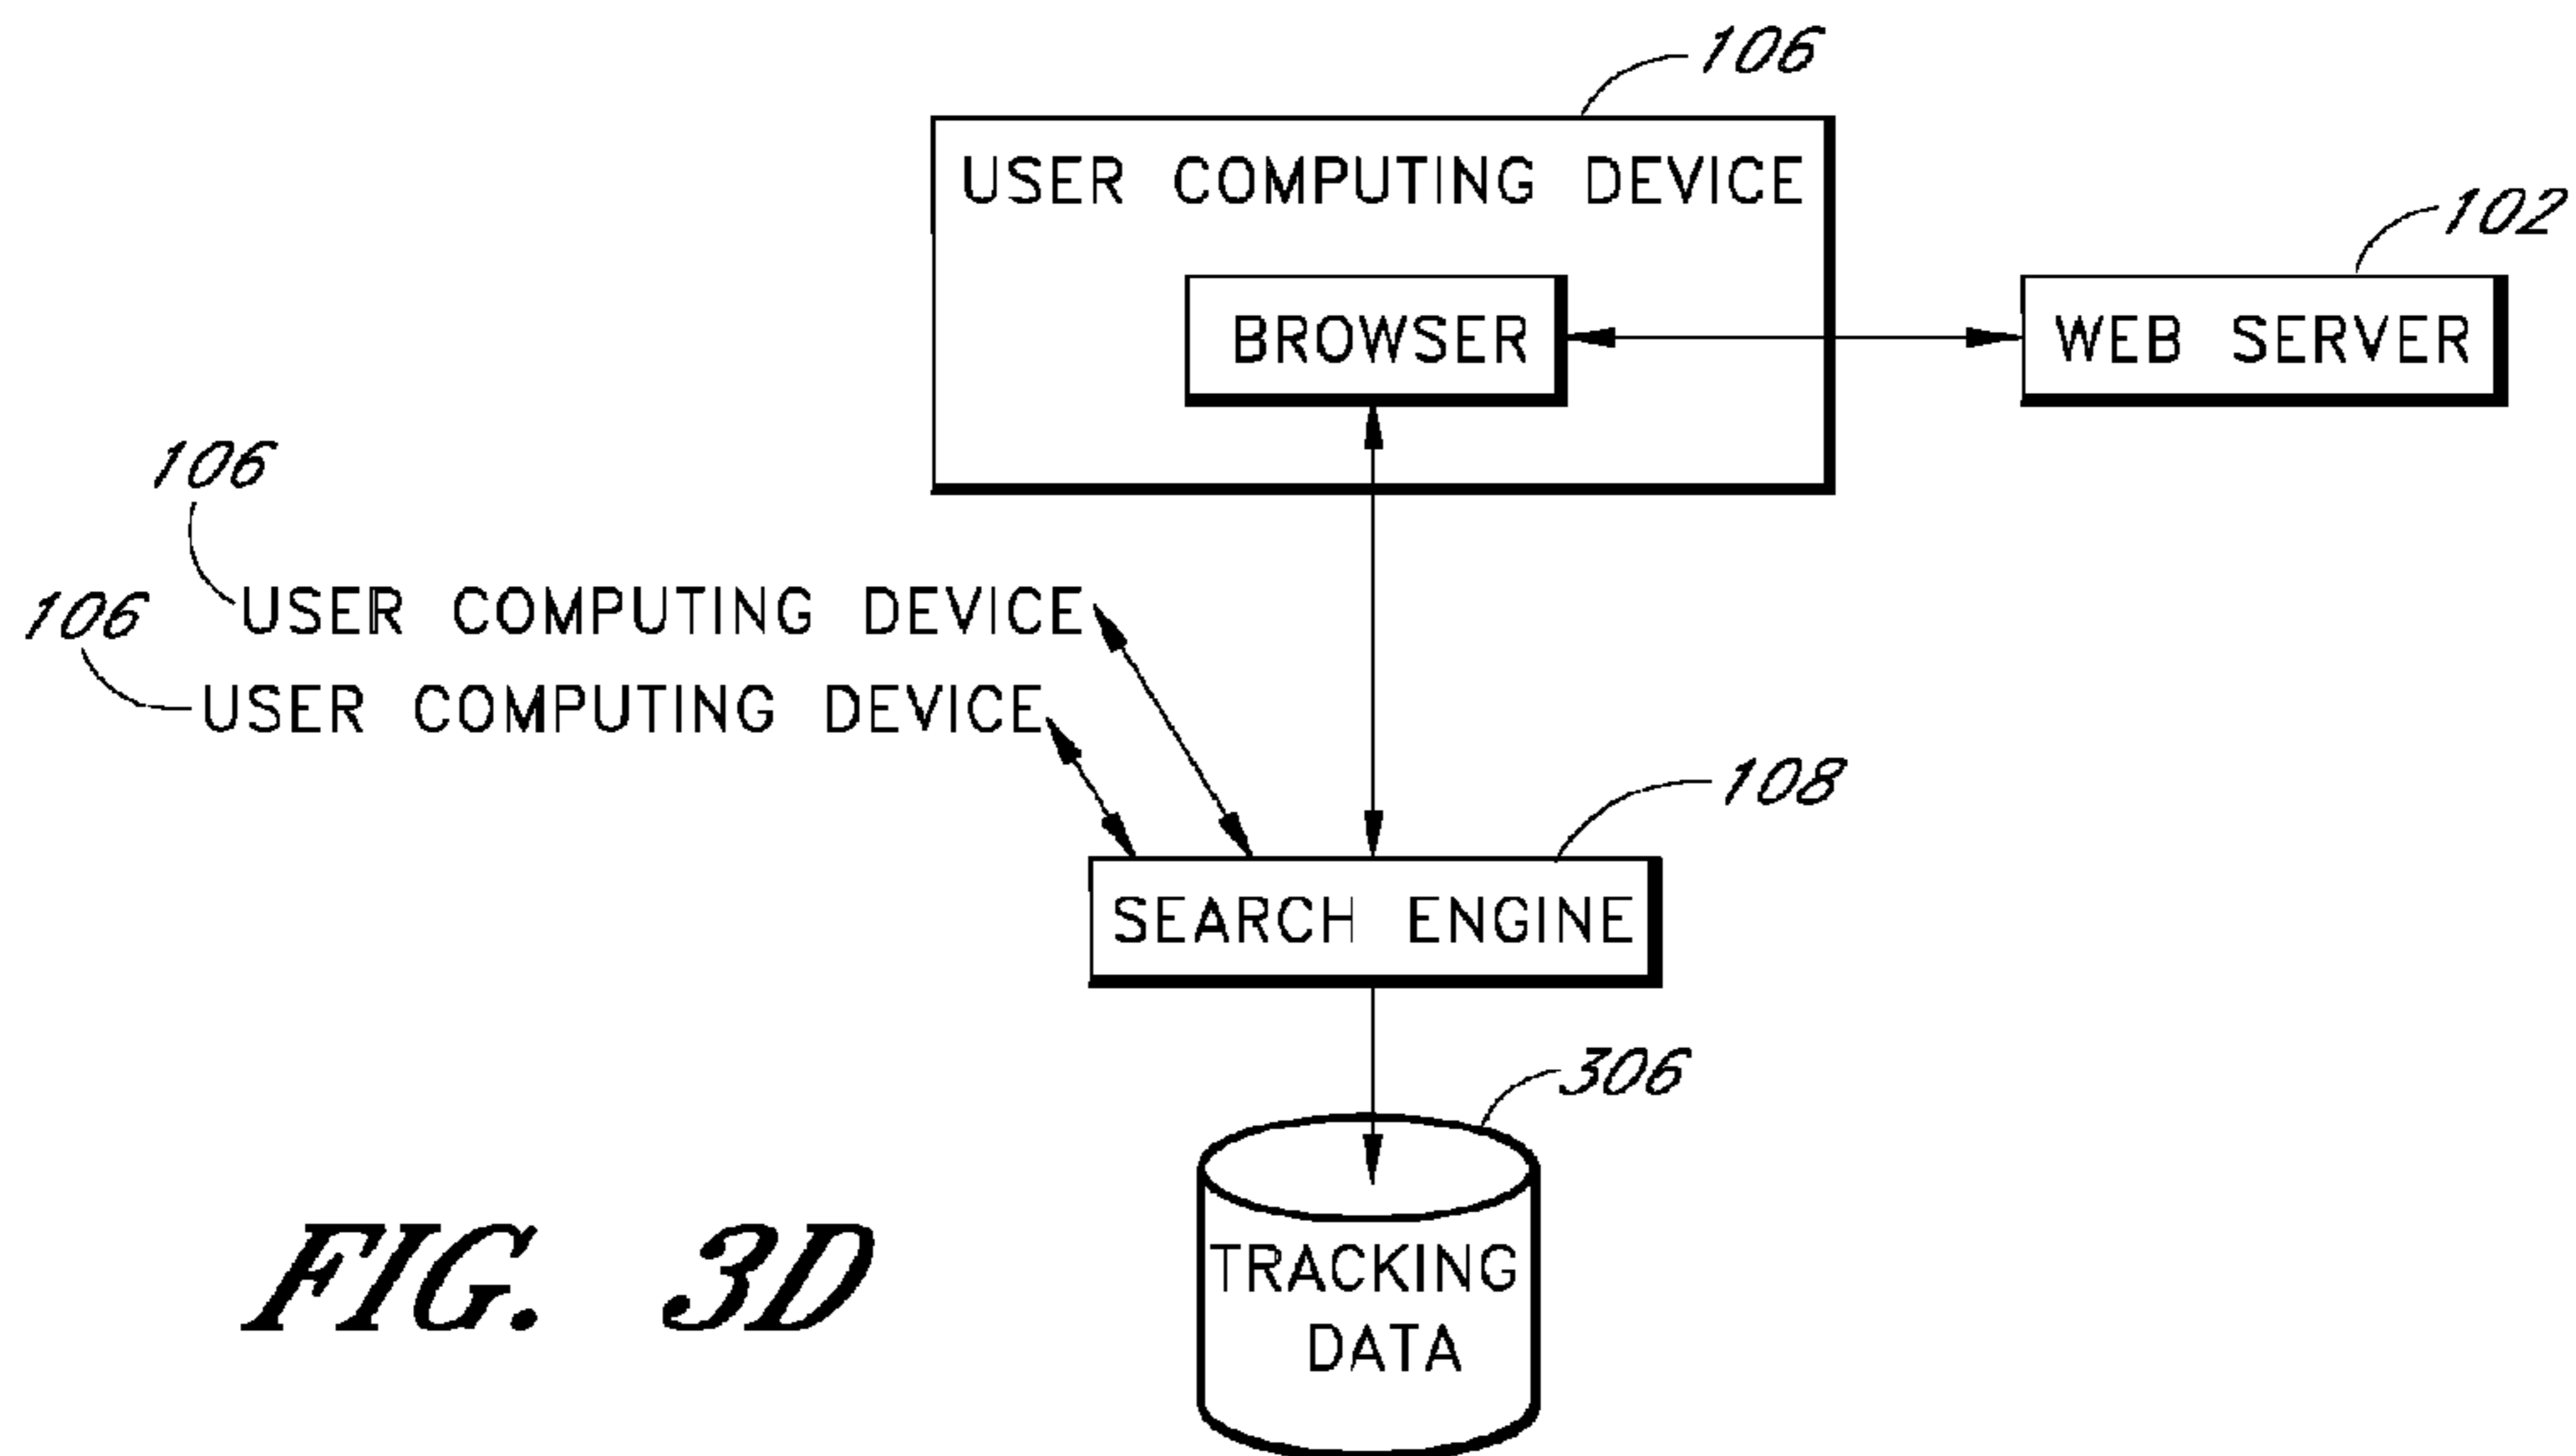 106
USER COMPUTING DEVICE
102
BROWSER
WEB SERVER
106
106
USER COMPUTING DEVICE
USER COMPUTING DEVICE
108
SEARCH ENGINE
306
TRACKING
DATA
FIG. 3D